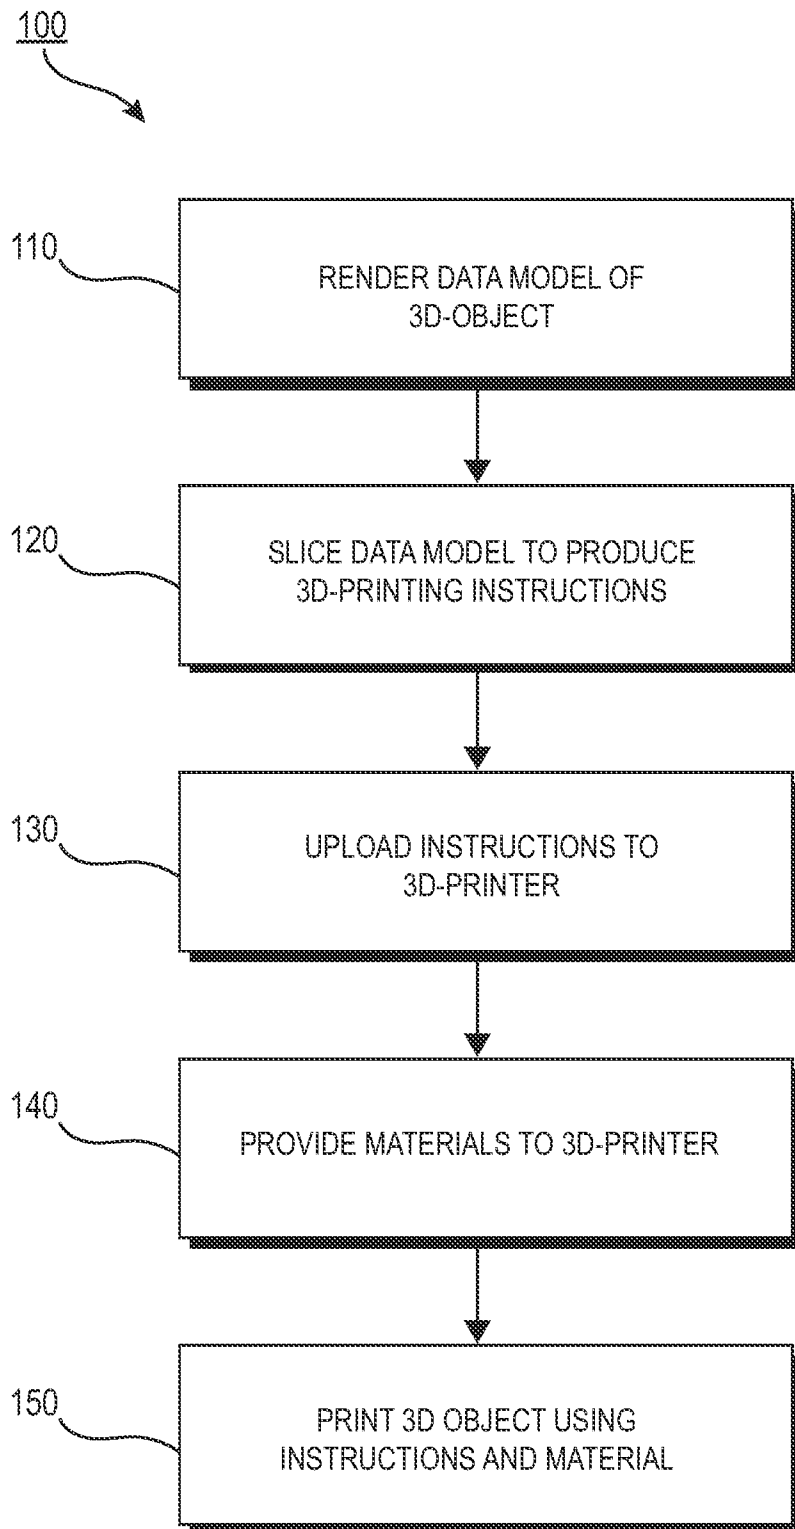 100
110
RENDER DATA MODEL OF
3D-OBJECT
120
SLICE DATA MODEL TO PRODUCE
3D-PRINTING INSTRUCTIONS
130
UPLOAD INSTRUCTIONS TO
3D-PRINTER
140
PROVIDE MATERIALS TO 3D-PRINTER
150
PRINT 3D OBJECT USING
INSTRUCTIONS AND MATERIAL